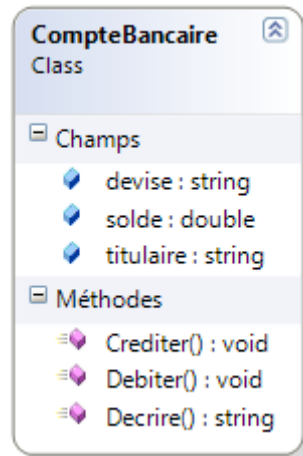 CompteBancaire
Class
Champs
devise : string
solde : double
titulaire : string
Méthodes
Crediter() : void
Debiter() : void
Decrire() : string